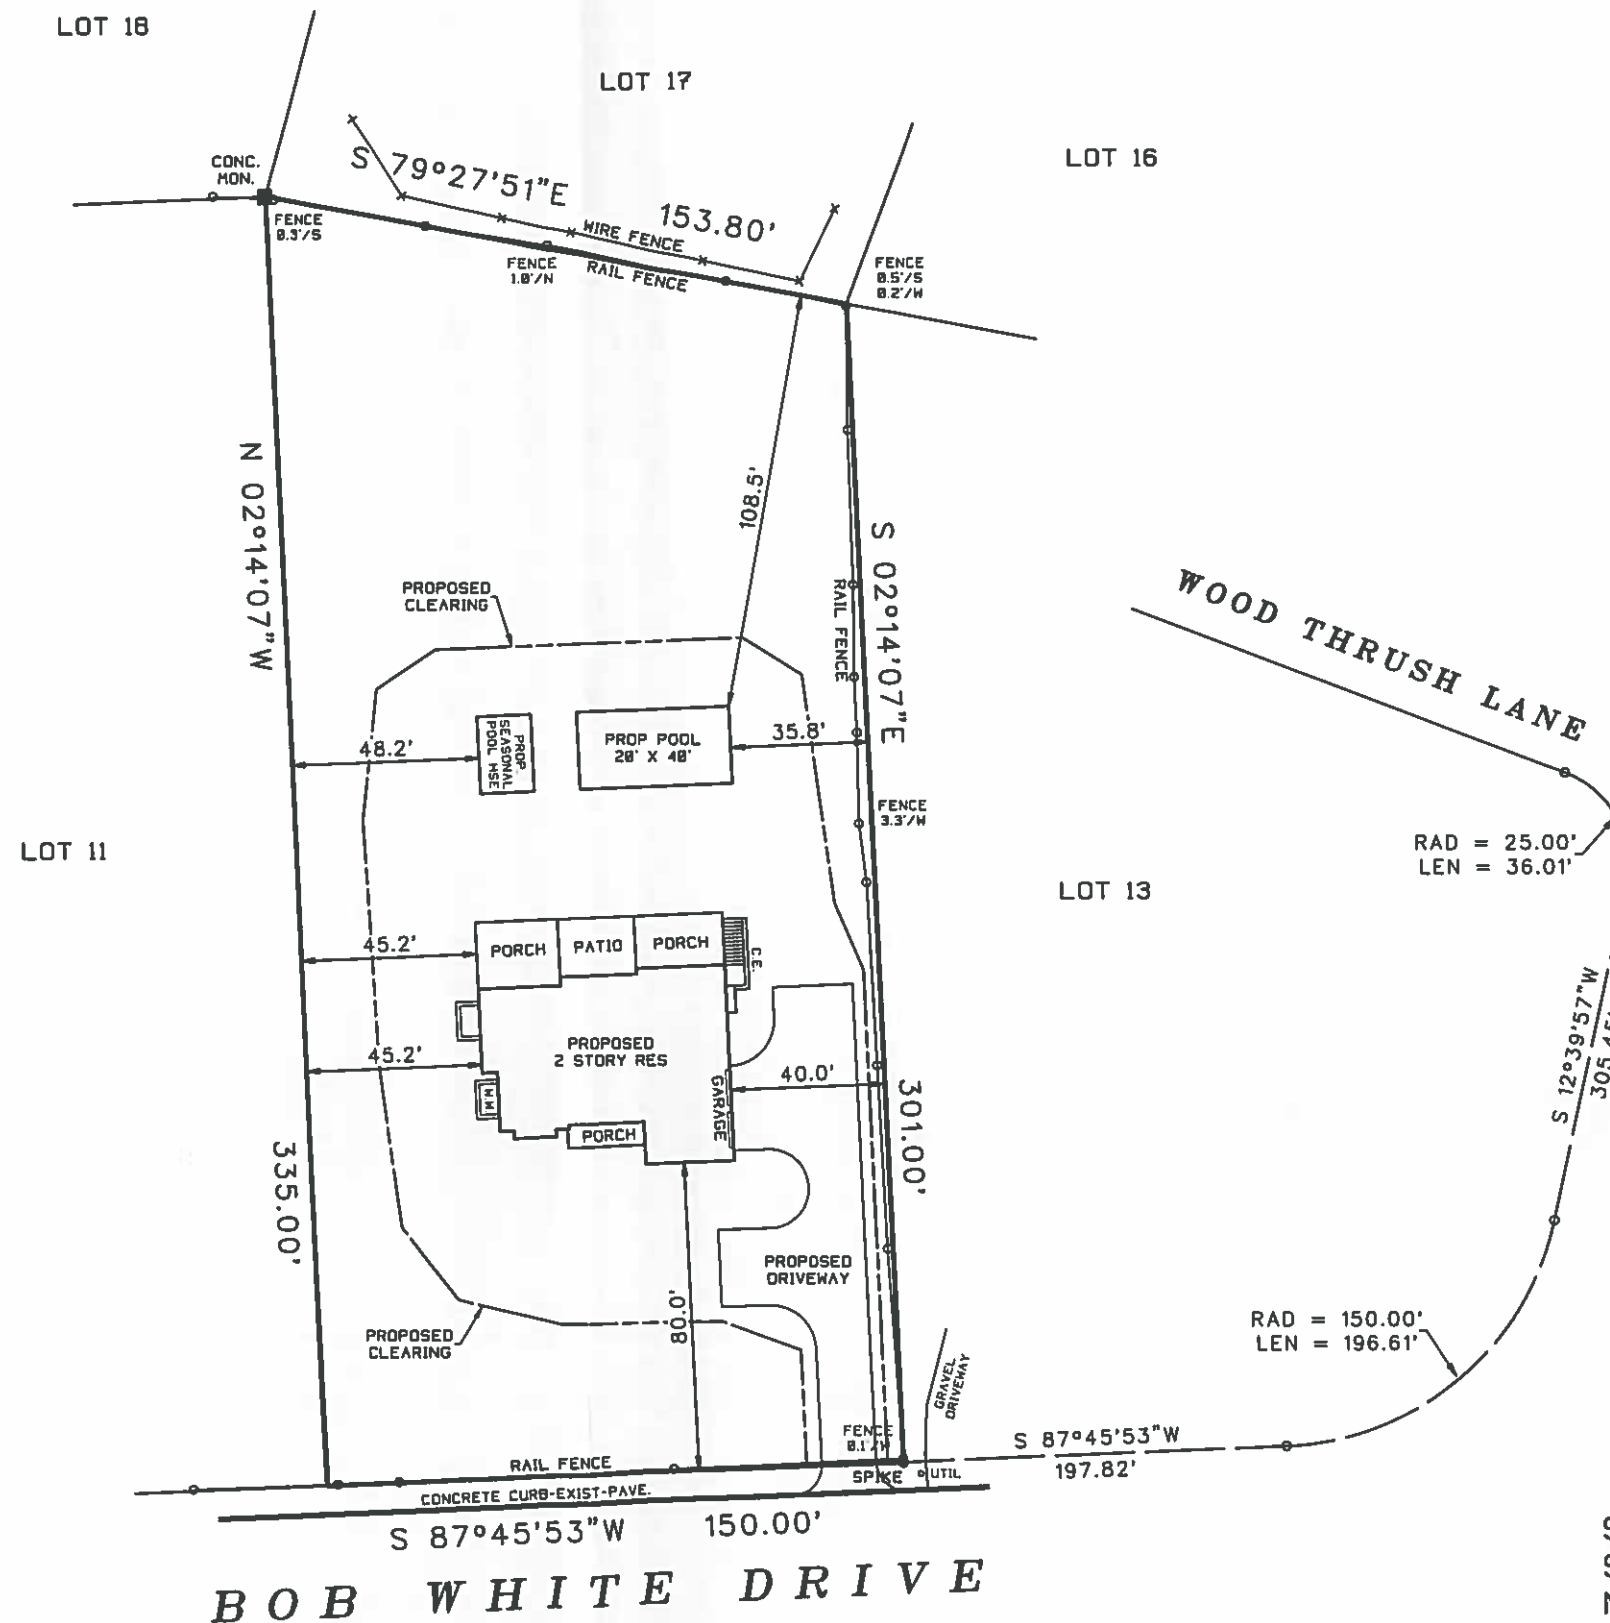 LOT 18
LOT 17
LOT 16
CONC.
MON.
S 79°27'51"E
153.80'
FENCE
0.3'/S
WIRE FENCE
FENCE
1.0'/N
RAIL FENCE
FENCE
0.5'/S
0.2'/W
N 02°14'07"W
108.5'
S 02°14'07"E
PROPOSED
CLEARING
RAIL FENCE
WOOD THRUSH LANE
48.2'
PROP.
SEASONAL
POOL HSE
PROP POOL
20' X 40'
35.8'
FENCE
3.3'/W
RAD = 25.00'
LEN = 36.01'
LOT 11
LOT 13
45.2'
PORCH
PATIO
PORCH
C.E.
S 12°39'57"W
305.45'
PROPOSED
2 STORY RES
45.2'
40.0'
W.W.
GARAGE
PORCH
301.00'
335.00'
PROPOSED
DRIVEWAY
80.0'
PROPOSED
CLEARING
RAD = 150.00'
LEN = 196.61'
GRAVEL
DRIVEWAY
FENCE
0.1'/W
S 87°45'53"W
197.82'
RAIL FENCE
SPIKE
UTIL
CONCRETE CURB-EXIST-PAVE.
S 87°45'53"W 150.00'
BOB WHITE DRIVE